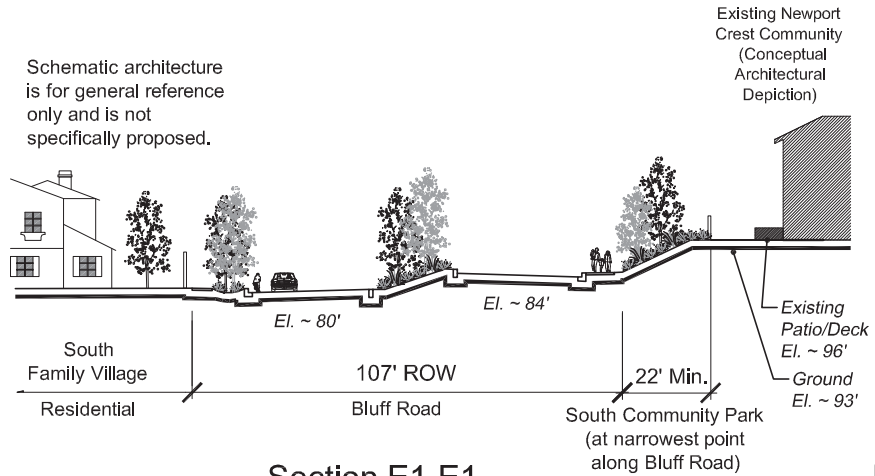 Existing Newport
Crest Community
(Conceptual
Architectural
Depiction)
Schematic architecture
is for general reference
only and is not
specifically proposed.
El. ~ 80'
El. ~ 84'
Existing
Patio/Deck
El. ~ 96'
Ground
El. ~ 93'
South
Family Village
Residential
107' ROW
Bluff Road
22' Min.
South Community Park
(at narrowest point
along Bluff Road)